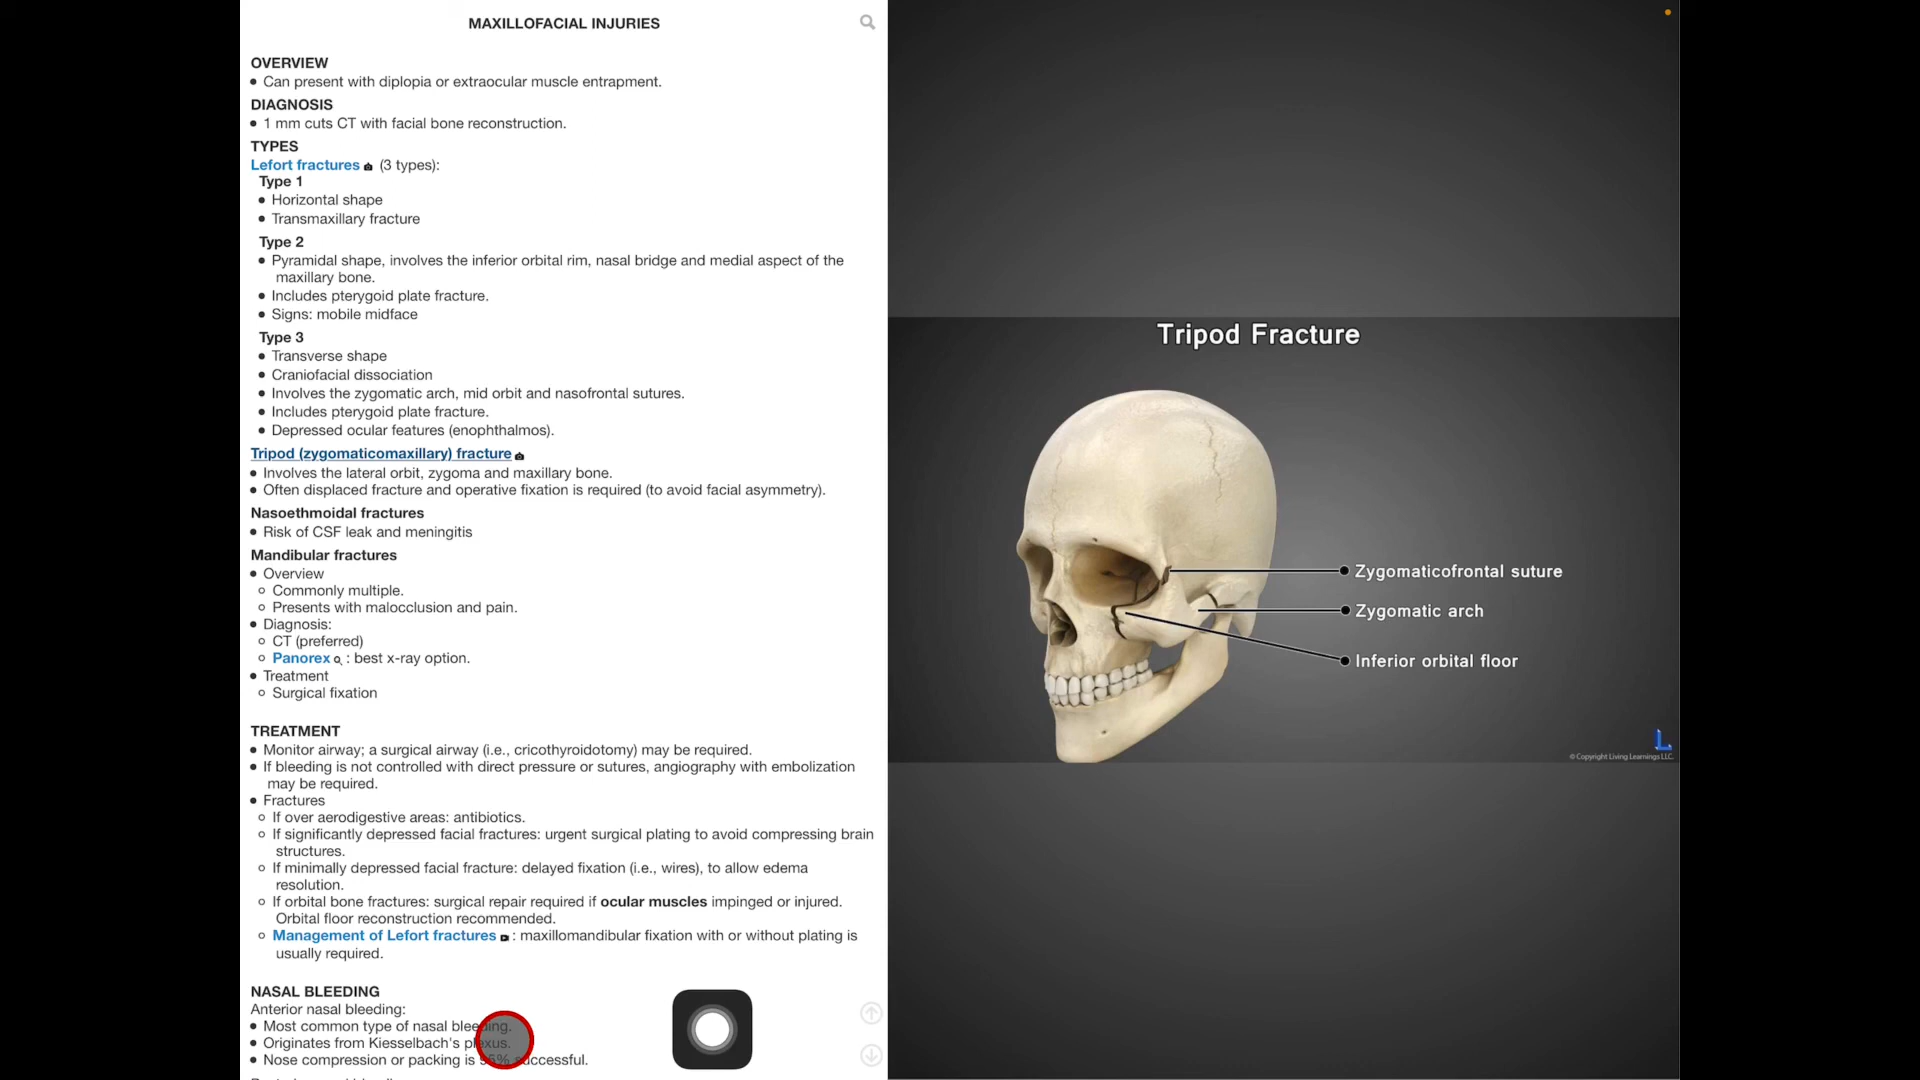 MAXILLOFACIAL INJURIES
OVERVIEW
• Can present with diplopia or extraocular muscle entrapment.
DIAGNOSIS
• 1 mm cuts CT with facial bone reconstruction.
TYPES
Lefort fractures (3 types):
Type 1
• Horizontal shape
• Transmaxillary fracture
Type 2
• Pyramidal shape, involves the inferior orbital rim, nasal bridge and medial aspect of the
maxillary bone.
• Includes pterygoid plate fracture.
• Signs: mobile midface
Type 3
• Transverse shape
• Craniofacial dissociation
• Involves the zygomatic arch, mid orbit and nasofrontal sutures.
• Includes pterygoid plate fracture.
• Depressed ocular features (enophthalmos).
Tripod (zygomaticomaxillary) fracture
• Involves the lateral orbit, zygoma and maxillary bone.
• Often displaced fracture and operative fixation is required (to avoid facial asymmetry).
Nasoethmoidal fractures
• Risk of CSF leak and meningitis
Mandibular fractures
• Overview
○ Commonly multiple.
○ Presents with malocclusion and pain.
• Diagnosis:
○ CT (preferred)
○ Panorex : best x-ray option.
• Treatment
○ Surgical fixation
TREATMENT
• Monitor airway; a surgical airway (i.e., cricothyroidotomy) may be required.
• If bleeding is not controlled with direct pressure or sutures, angiography with embolization
may be required.
• Fractures
○ If over aerodigestive areas: antibiotics.
○ If significantly depressed facial fractures: urgent surgical plating to avoid compressing brain
structures.
○ If minimally depressed facial fracture: delayed fixation (i.e., wires), to allow edema
resolution.
○ If orbital bone fractures: surgical repair required if ocular muscles impinged or injured.
Orbital floor reconstruction recommended.
○ Management of Lefort fractures : maxillomandibular fixation with or without plating is
usually required.
NASAL BLEEDING
Anterior nasal bleeding:
• Most common type of nasal bleeding.
• Originates from Kiesselbach's plexus.
• Nose compression or packing is 95% successful.
Tripod Fracture
Zygomaticofrontal suture
Zygomatic arch
Inferior orbital floor
© Copyright Living Learnings LLC.